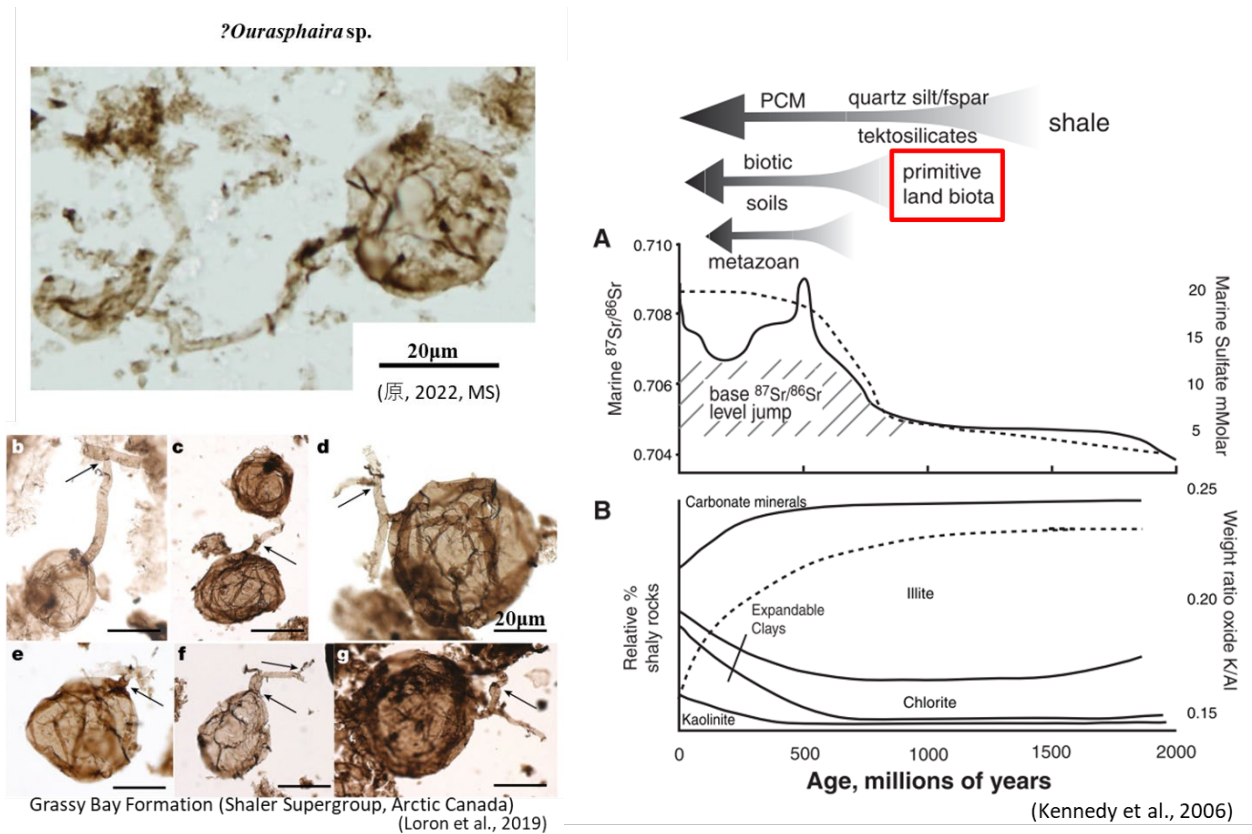 ?Ourasphaira sp.
20μm
(原, 2022, MS)
b
c
d
20μm
e
f
g
Grassy Bay Formation (Shaler Supergroup, Arctic Canada)
(Loron et al., 2019)
PCM
quartz silt/fspar
tektosilicates
shale
biotic
soils
primitive
land biota
metazoan
A
0.710
0.708
0.706
0.704
Marine 87Sr/86Sr
base 87Sr/86Sr
level jump
20
15
10
5
Marine Sulfate mMolar
B
Relative %
shaly rocks
Carbonate minerals
Illite
Expandable
Clays
Chlorite
Kaolinite
0.25
0.20
0.15
Weight ratio oxide K/Al
0
500
1000
1500
2000
Age, millions of years
(Kennedy et al., 2006)